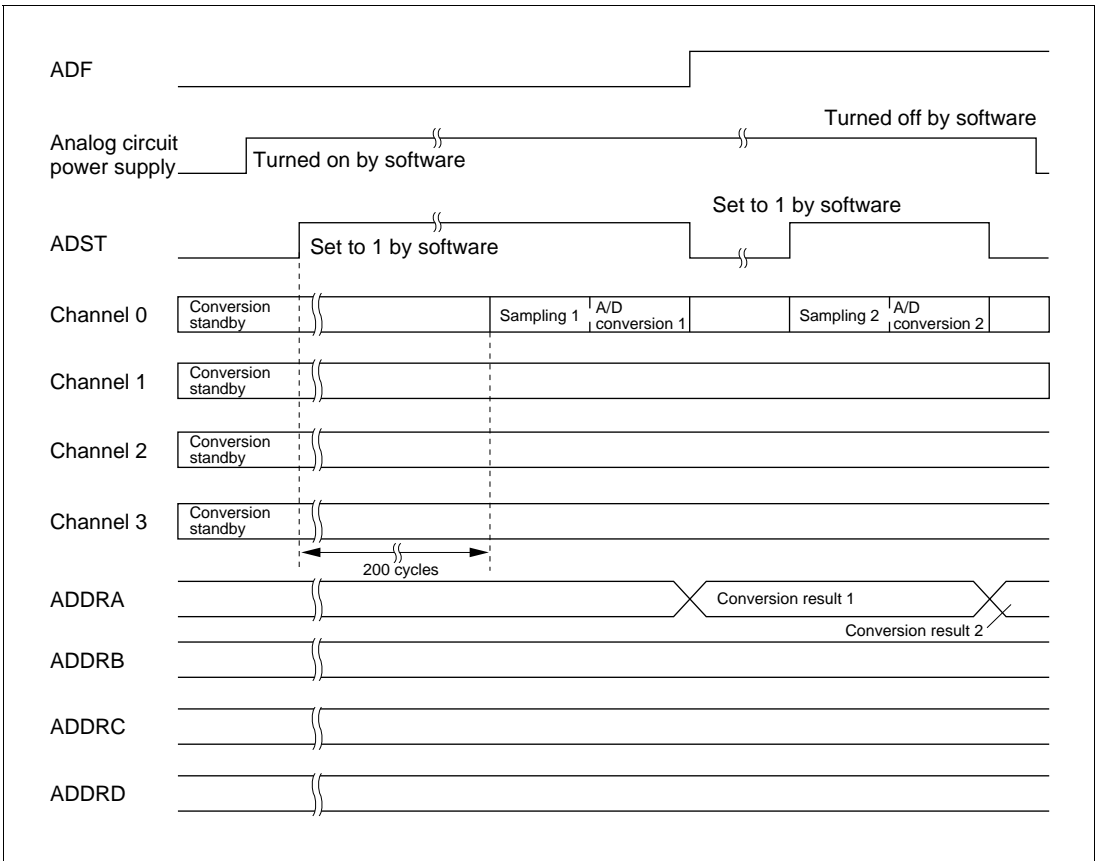 ADF
Turned off by software
Analog circuit
power supply
Turned on by software
Set to 1 by software
ADST
Set to 1 by software
Channel 0
Conversion
standby
Sampling 1
A/D
conversion 1
Sampling 2
A/D
conversion 2
Channel 1
Conversion
standby
Channel 2
Conversion
standby
Channel 3
Conversion
standby
200 cycles
ADDRA
Conversion result 1
Conversion result 2
ADDRB
ADDRC
ADDRD